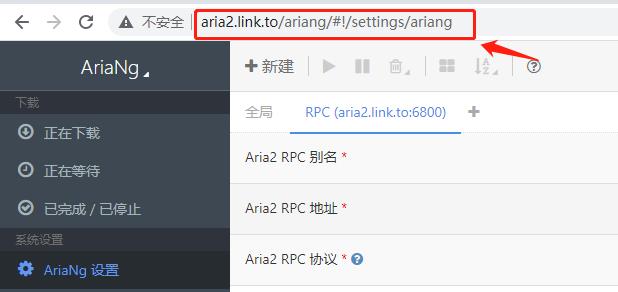 不安全 aria2.link.to/ariang/#!/settings/ariang
AriaNg
新建
下载
正在下载
正在等待
已完成 / 已停止
系统设置
AriaNg 设置
全局 RPC (aria2.link.to:6800)
Aria2 RPC 别名 *
Aria2 RPC 地址 *
Aria2 RPC 协议 *